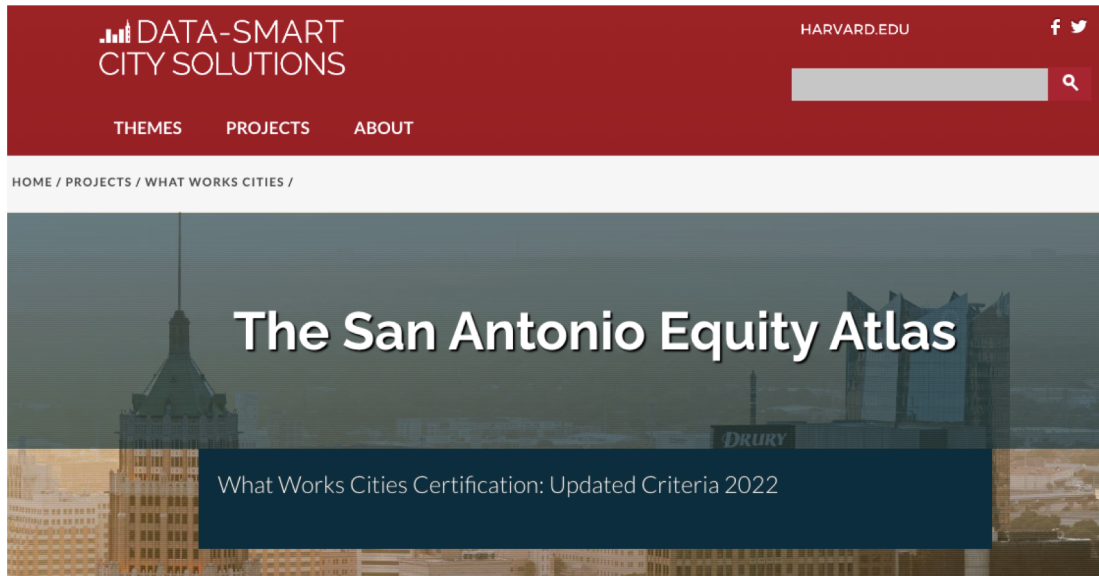 DATA-SMART
CITY SOLUTIONS
HARVARD.EDU
THEMES PROJECTS ABOUT
HOME / PROJECTS / WHAT WORKS CITIES /
The San Antonio Equity Atlas
DRURY
What Works Cities Certification: Updated Criteria 2022